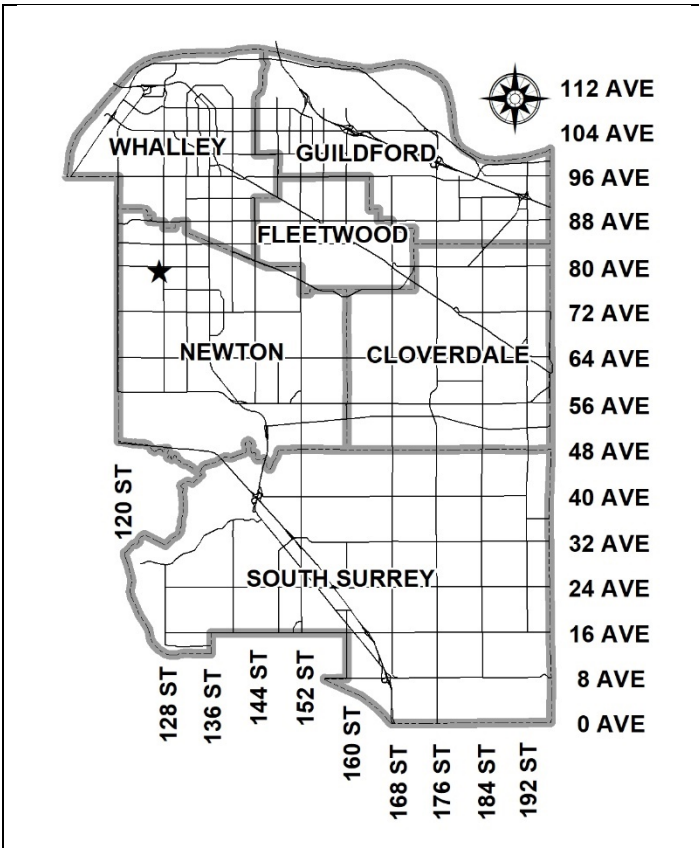 112 AVE
104 AVE
WHALLEY
GUILDFORD
96 AVE
88 AVE
FLEETWOOD
80 AVE
72 AVE
NEWTON
CLOVERDALE
64 AVE
56 AVE
48 AVE
120 ST
40 AVE
32 AVE
SOUTH SURREY
24 AVE
16 AVE
8 AVE
0 AVE
128 ST
136 ST
144 ST
152 ST
160 ST
168 ST
176 ST
184 ST
192 ST